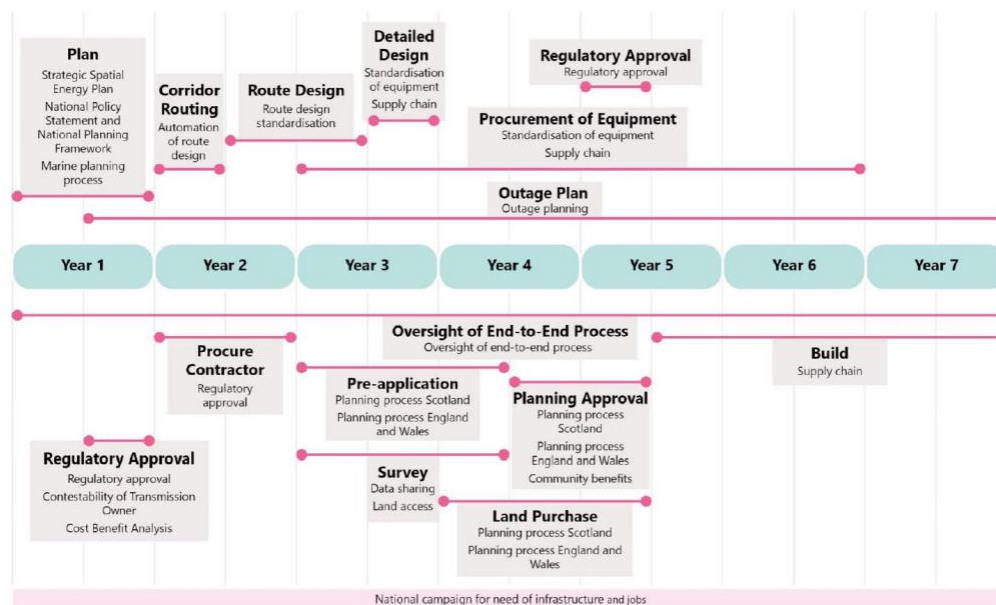 Plan
Strategic Spatial
Energy Plan
National Policy
Statement and
National Planning
Framework
Marine planning
process
Corridor
Routing
Automation
of route
design
Route Design
Route design
standardisation
Detailed
Design
Standardisation
of equipment
Supply chain
Regulatory Approval
Regulatory approval
Procurement of Equipment
Standardisation of equipment
Supply chain
Outage Plan
Outage planning
Year 1
Year 2
Year 3
Year 4
Year 5
Year 6
Year 7
Oversight of End-to-End Process
Oversight of end-to-end process
Procure
Contractor
Regulatory
approval
Build
Supply chain
Pre-application
Planning process Scotland
Planning process England
and Wales
Planning Approval
Planning process
Scotland
Planning process
England and Wales
Community benefits
Regulatory Approval
Regulatory approval
Contestability of Transmission
Owner
Cost Benefit Analysis
Survey
Data sharing
Land access
Land Purchase
Planning process Scotland
Planning process England and
Wales
National campaign for need of infrastructure and jobs